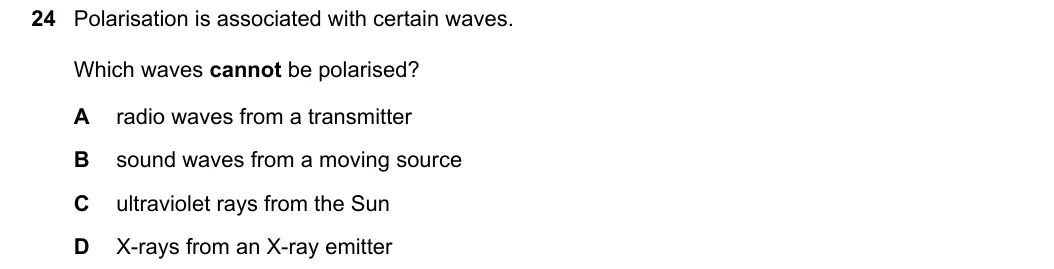 24 Polarisation is associated with certain waves.
Which waves cannot be polarised?
A radio waves from a transmitter
B sound waves from a moving source
C ultraviolet rays from the Sun
D X-rays from an X-ray emitter